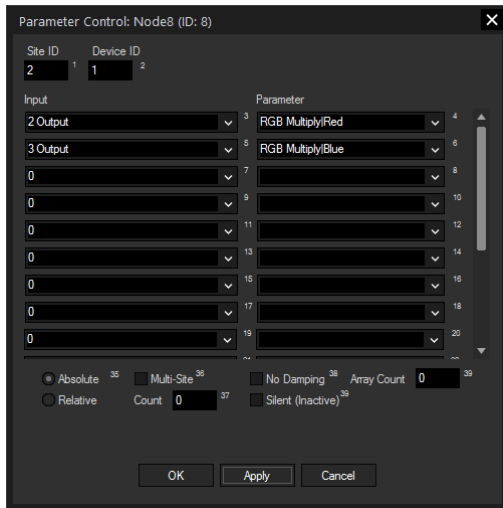 Parameter Control: Node8 (ID: 8)
Site ID Device ID
2 1 1 2
Input Parameter
2 Output 3 RGB Multiply|Red 4
3 Output 5 RGB Multiply|Blue 6
0 7 8
0 9 10
0 11 12
0 13 14
0 15 16
0 17 18
0 19 20
Absolute 35 Multi-Site 36 No Damping 38 Array Count 0 39
Relative Count 0 37 Silent (Inactive) 39
OK Apply Cancel